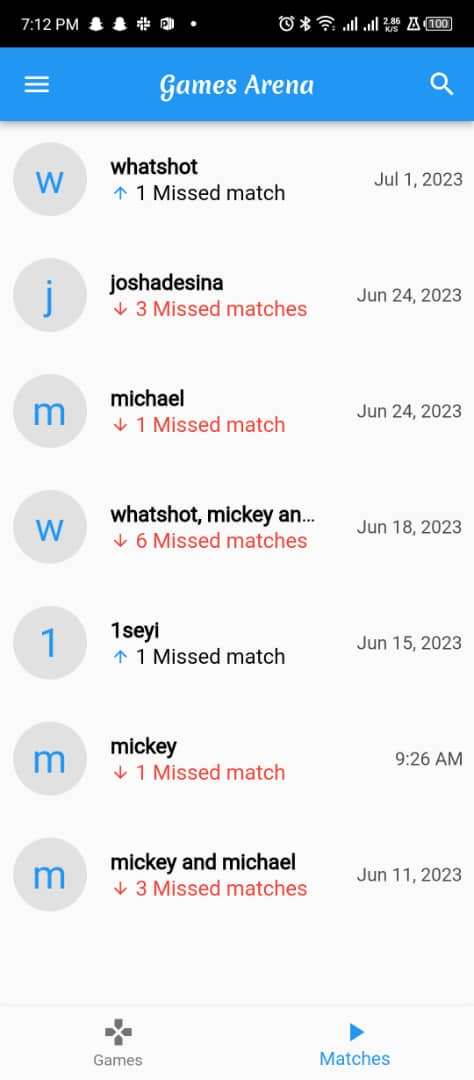 7:12 PM 2.86 K/S 100
Games Arena
w
whatshot
↑ 1 Missed match
Jul 1, 2023
j
joshadesina
↓ 3 Missed matches
Jun 24, 2023
m
michael
↓ 1 Missed match
Jun 24, 2023
w
whatshot, mickey an...
↓ 6 Missed matches
Jun 18, 2023
1
1seyi
↑ 1 Missed match
Jun 15, 2023
m
mickey
↓ 1 Missed match
9:26 AM
m
mickey and michael
↓ 3 Missed matches
Jun 11, 2023
Games
Matches